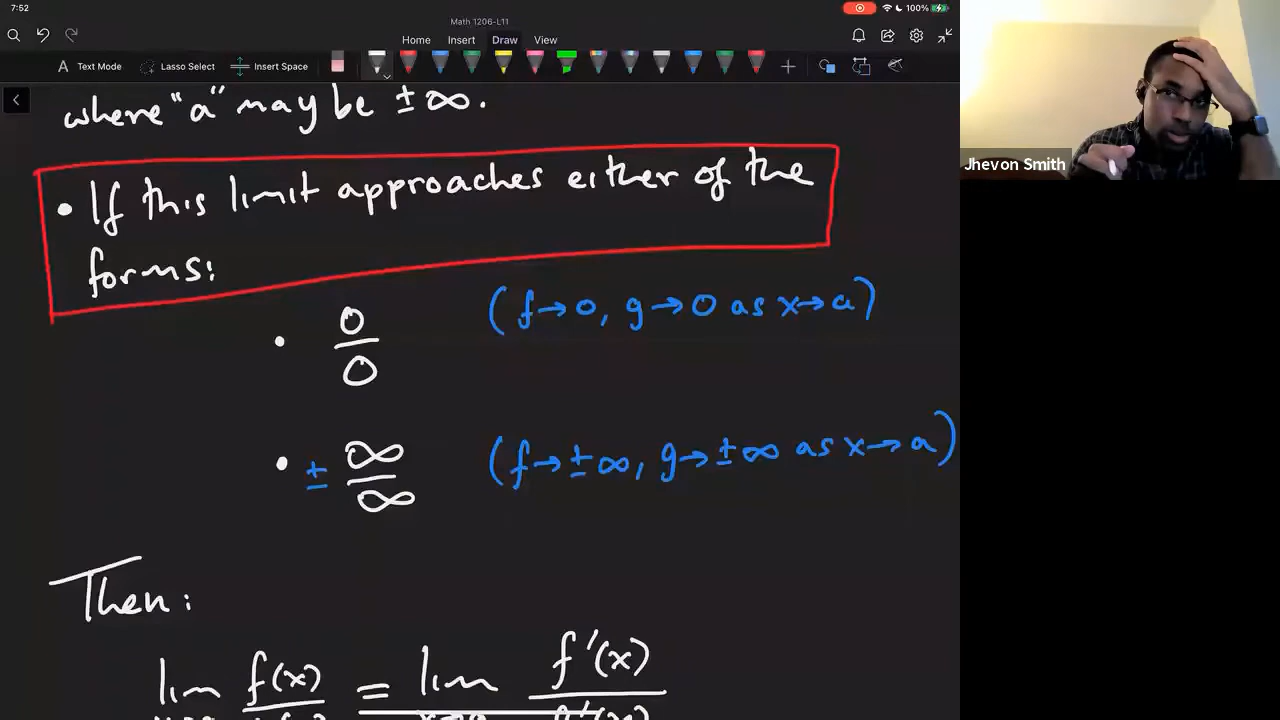 7:52
100%
Math 1206-L11
Home Insert Draw View
Text Mode Lasso Select Insert Space
where "a" may be ±∞.
• If this limit approaches either of the
forms:
• 0/0 (f→0, g→0 as x→a)
• ± ∞/∞ (f→±∞, g→±∞ as x→a)
Then:
lim f(x) = lim f'(x)
Jhevon Smith